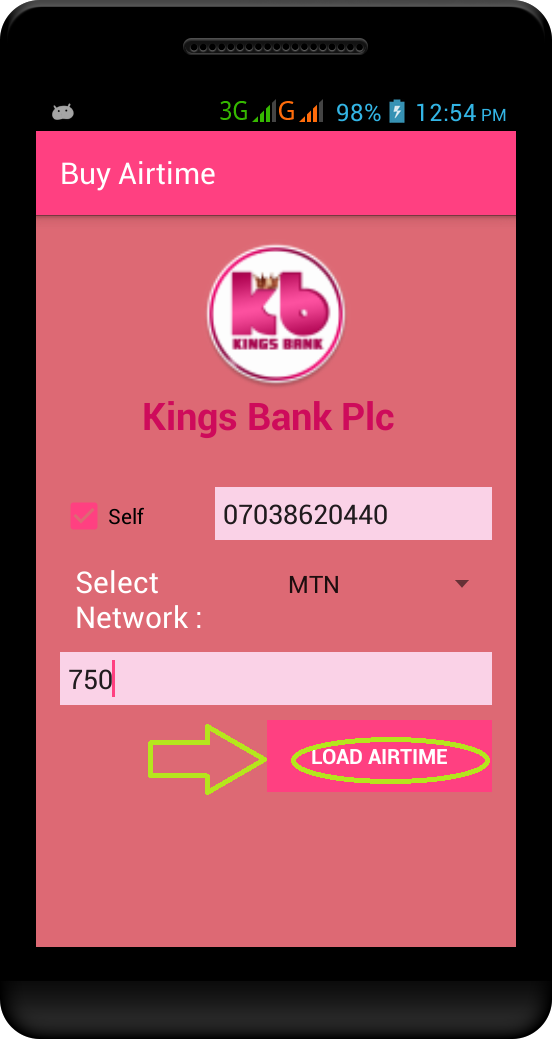 3G G 98% 12:54 PM
Buy Airtime
kb
KINGS BANK
Kings Bank Plc
Self 07038620440
Select MTN
Network :
750
LOAD AIRTIME